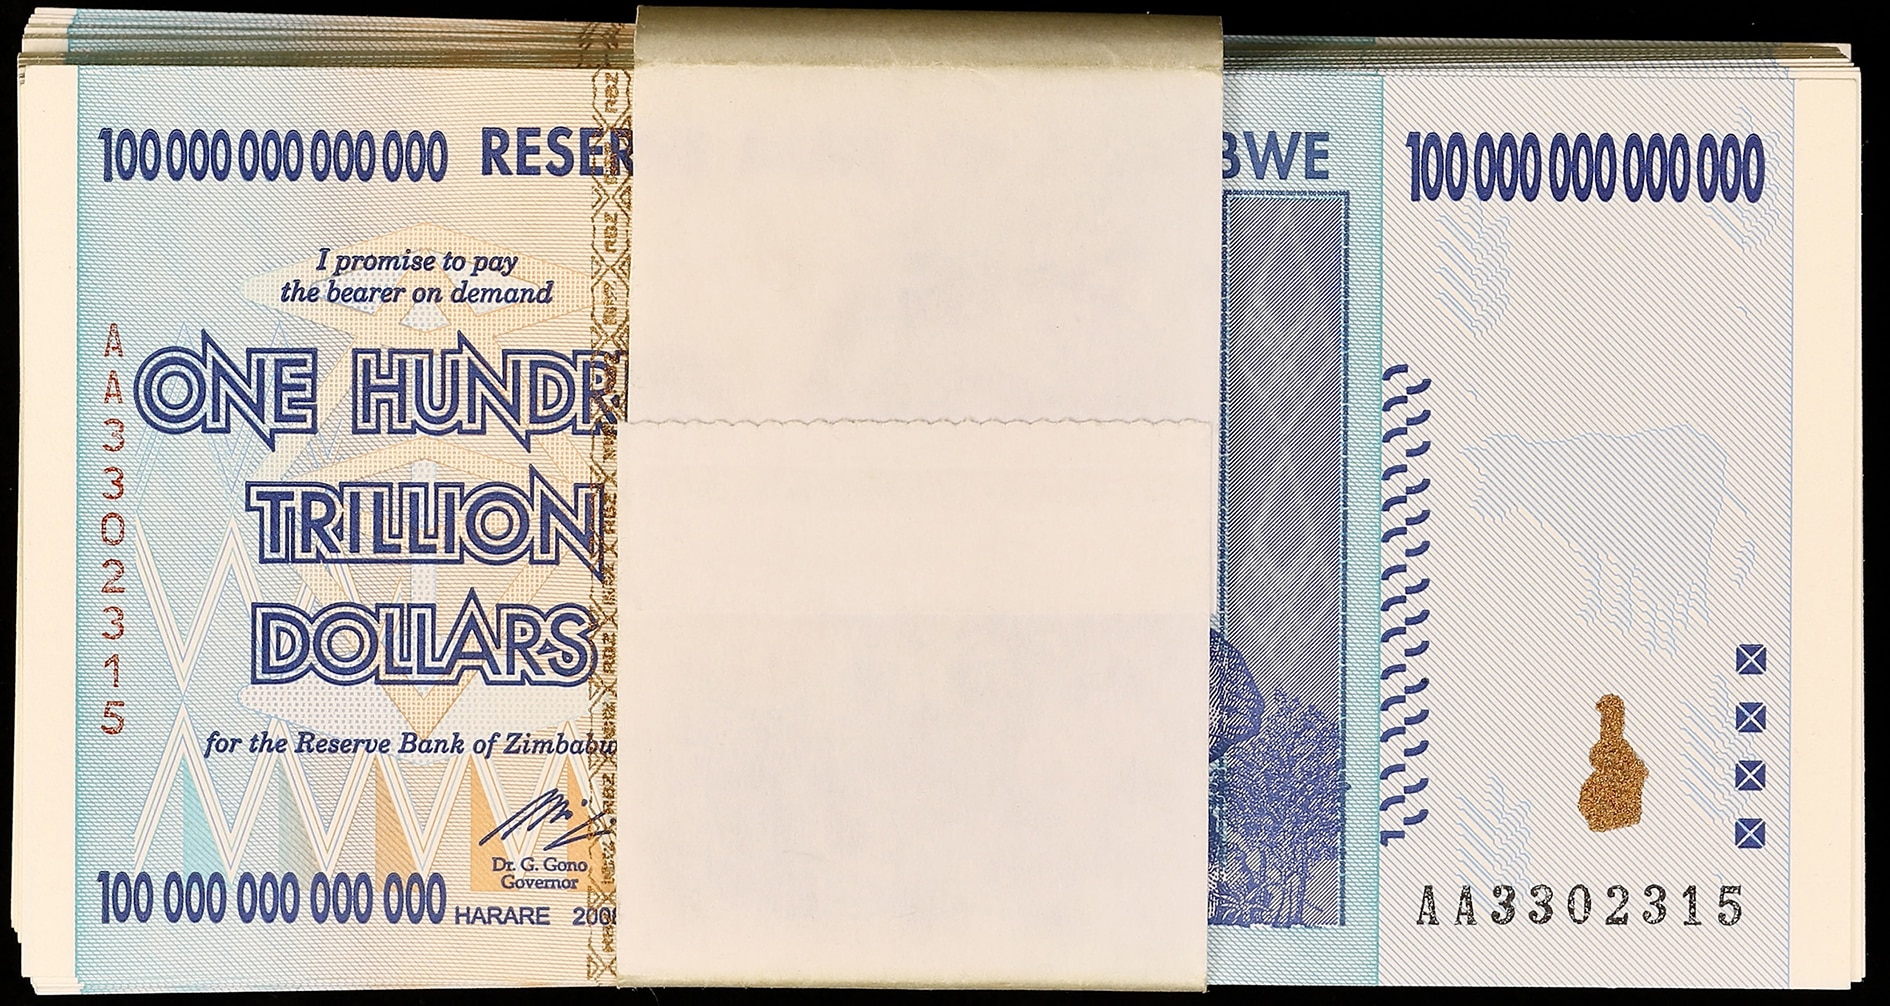 100 000 000 000 000 RESER
BWE 100 000 000 000 000
I promise to pay
the bearer on demand
ONE HUNDR
TRILLION
DOLLARS
AA3302315
for the Reserve Bank of Zimbabw
Dr. G. Gono
Governor
100 000 000 000 000 HARARE 200
AA3302315